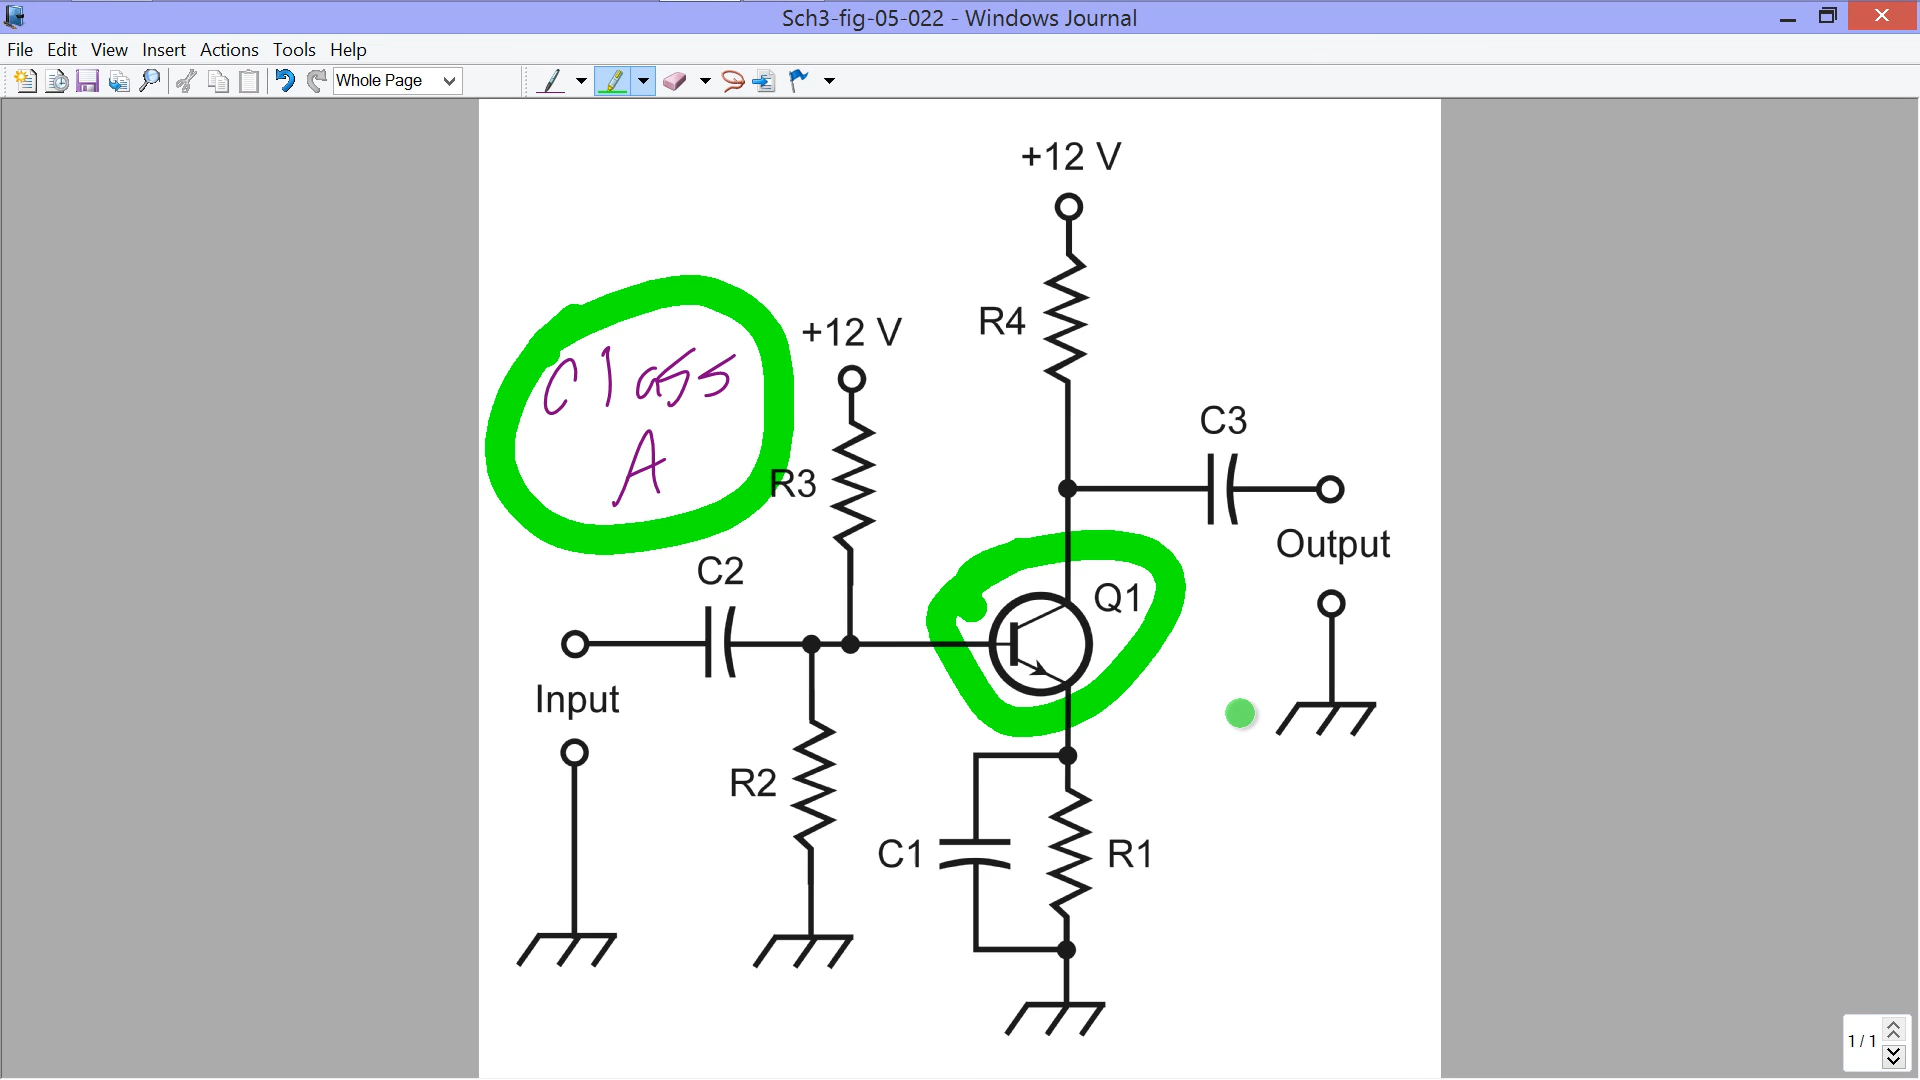 Sch3-fig-05-022 - Windows Journal
File Edit View Insert Actions Tools Help
Whole Page
+12 V
+12 V
R4
Class
A
R3
C3
Output
C2
Q1
Input
R2
C1
R1
1 / 1